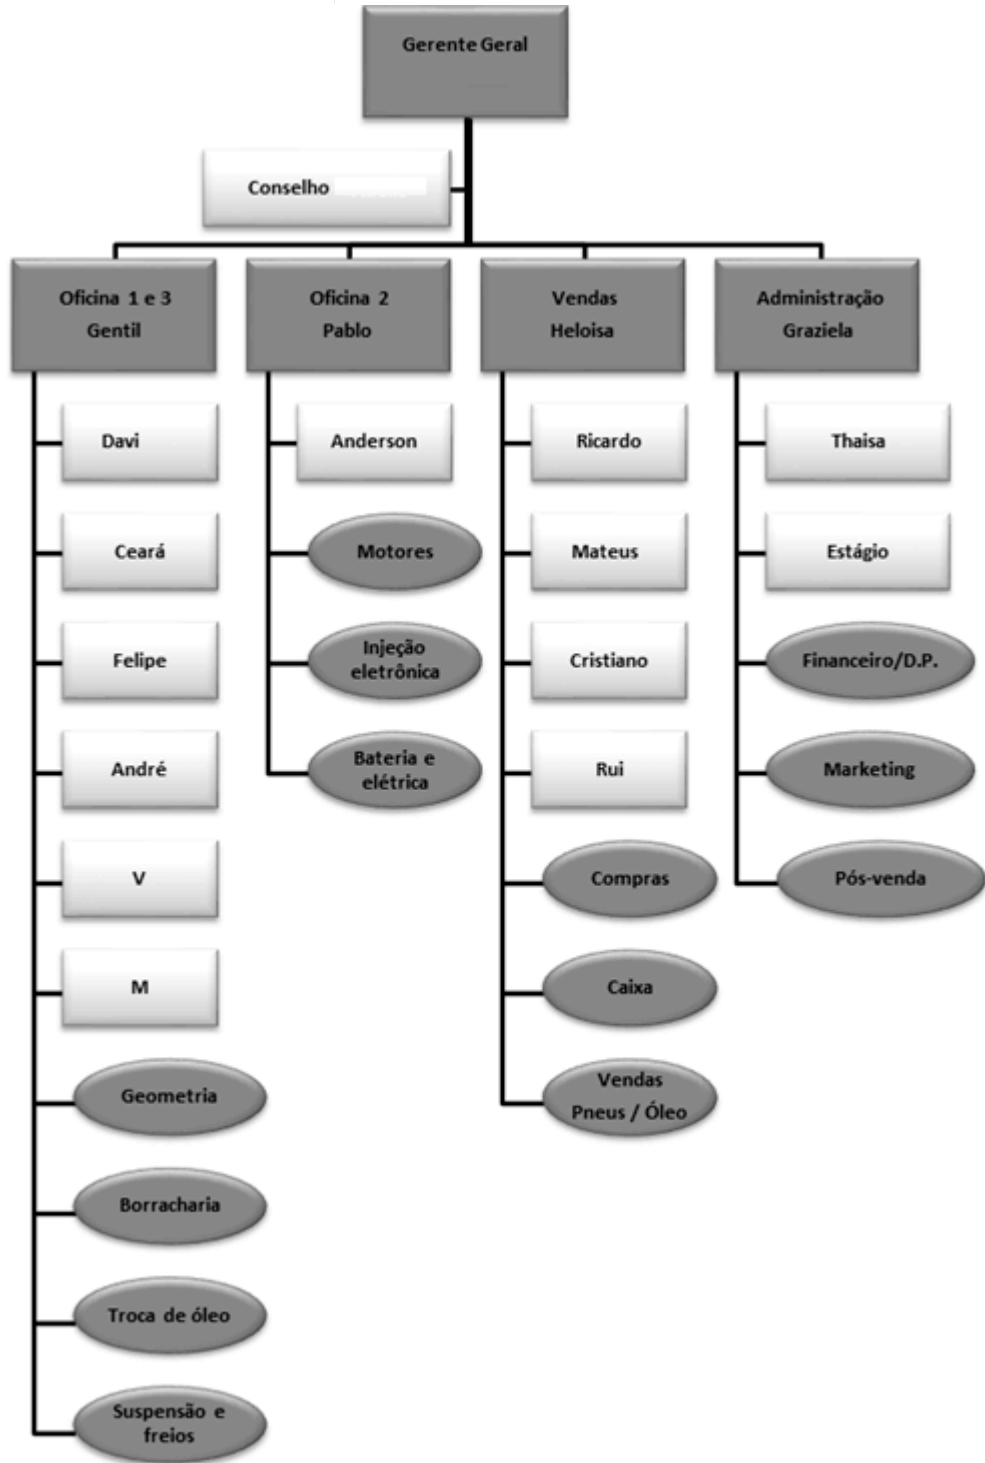 Gerente Geral
Conselho
Oficina 1 e 3
Gentil
Davi
Ceará
Felipe
André
V
M
Geometria
Borracharia
Troca de óleo
Suspensão e
freios
Oficina 2
Pablo
Anderson
Motores
Injeção
eletrônica
Bateria e
elétrica
Vendas
Heloisa
Ricardo
Mateus
Cristiano
Rui
Compras
Caixa
Vendas
Pneus / Óleo
Administração
Graziela
Thaisa
Estágio
Financeiro/D.P.
Marketing
Pós-venda